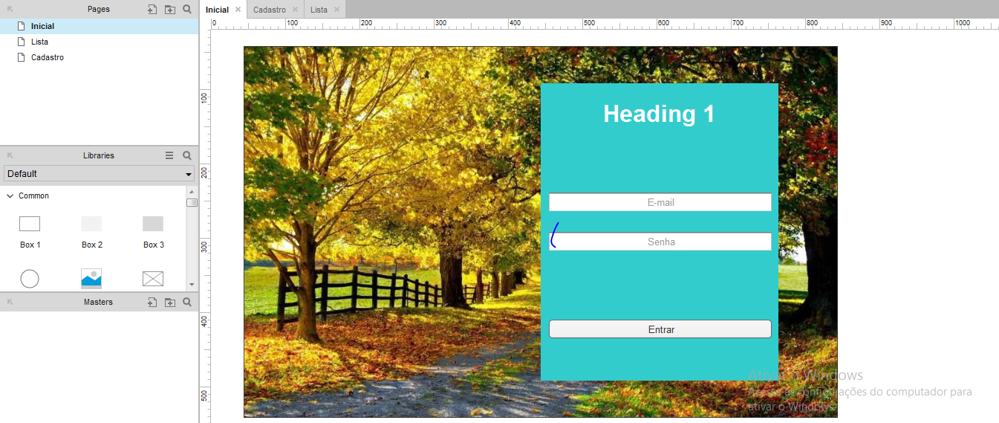 Pages
Inicial
Lista
Cadastro
Libraries
Default
Common
Box 1 Box 2 Box 3
Masters
Inicial Cadastro Lista
0 100 200 300 400 500 600 700 800 900 1000
100
200
300
400
500
Heading 1
E-mail
Senha
Entrar
Ativar o Windows
Acesse as configurações do computador para
ativar o Windows.